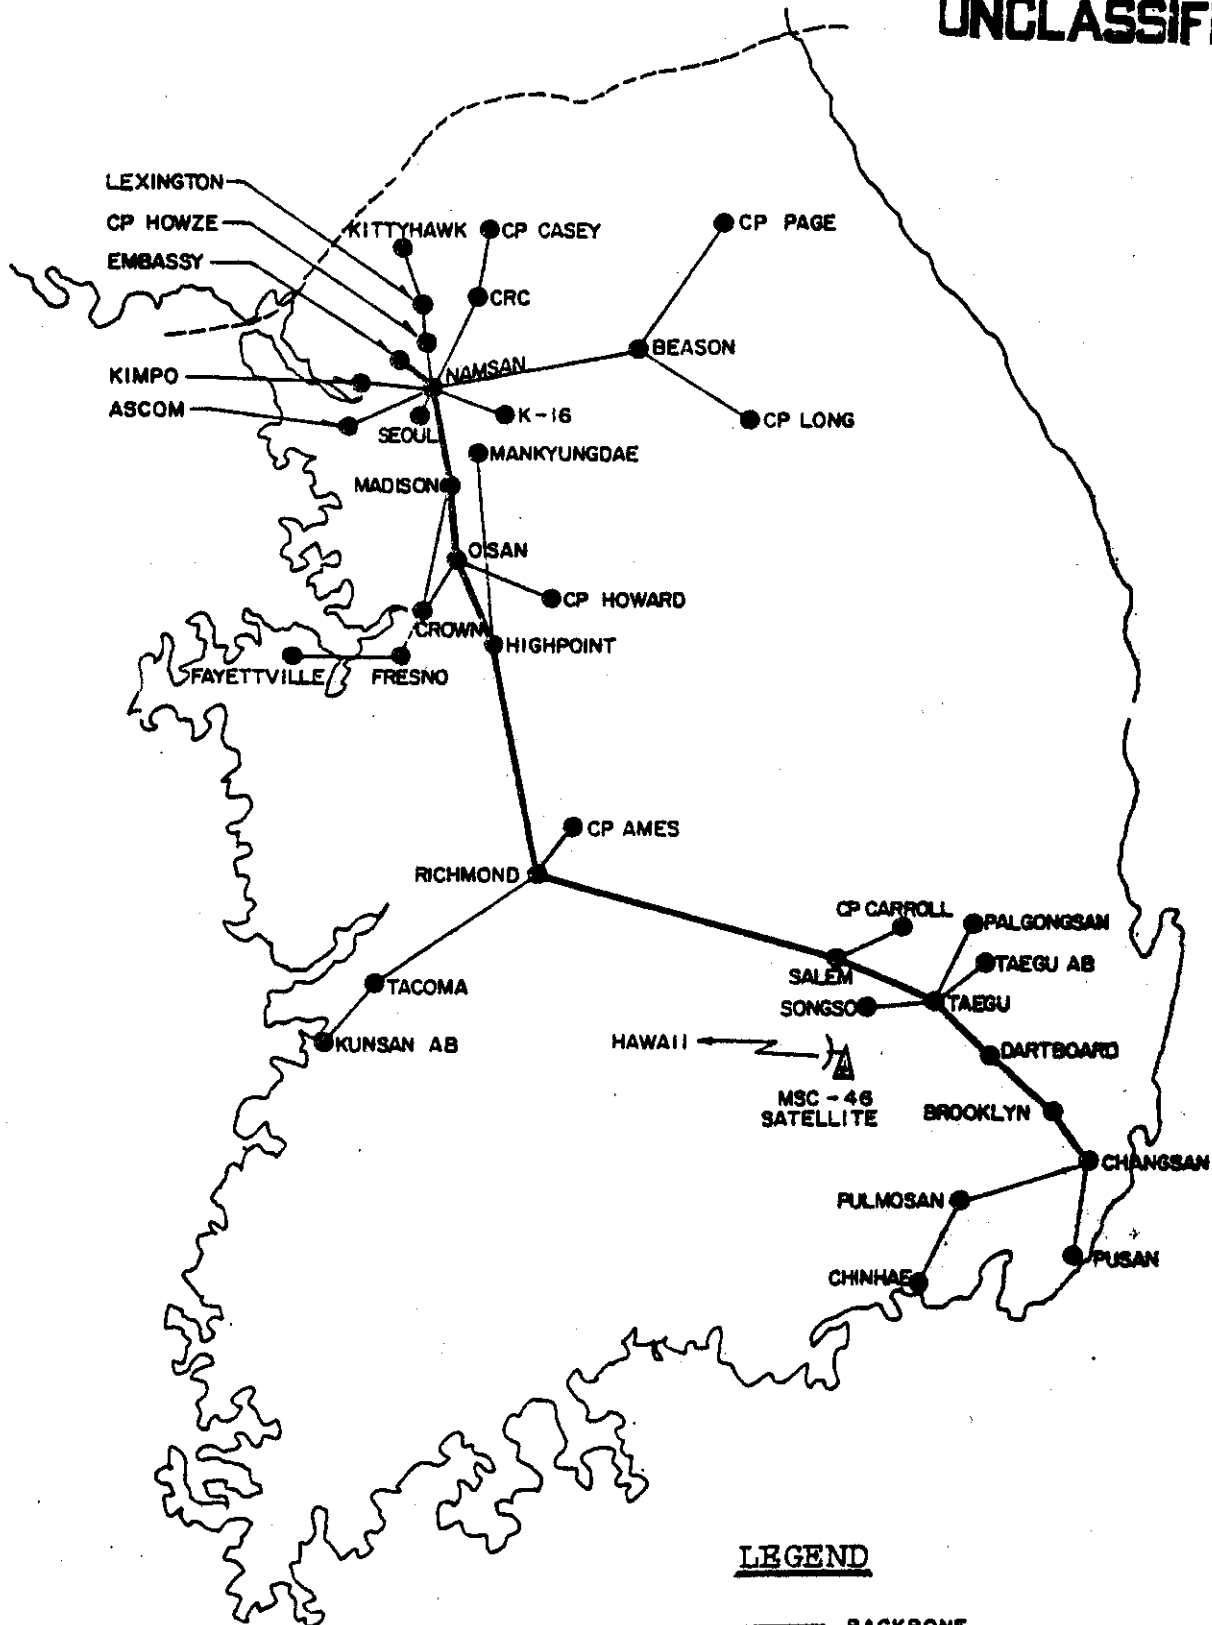 LEXINGTON
CP HOWZE
KITTYHAWK
CP CASEY
CP PAGE
EMBASSY
CRC
BEASON
KIMPO
NAMSAN
ASCOM
SEOUL
K-16
CP LONG
MANKYUNGDAE
MADISON
OSAN
CP HOWARD
CROWN
HIGHPOINT
FAYETTVILLE
FRESNO
CP AMES
RICHMOND
CP CARROLL
PALGONGSAN
TAEGU AB
SALEM
TACOMA
SONGSO
TAEGU
KUNSAN AB
HAWAII
DARTBOARD
MSC-46
SATELLITE
BROOKLYN
CHANGSAN
PULMOSAN
PUSAN
CHINHAE
LEGEND
BACKBONE